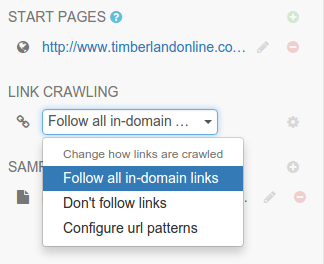 START PAGES ?
http://www.timberlandonline.co...
LINK CRAWLING
Follow all in-domain ...
Change how links are crawled
Follow all in-domain links
Don't follow links
Configure url patterns
SAM